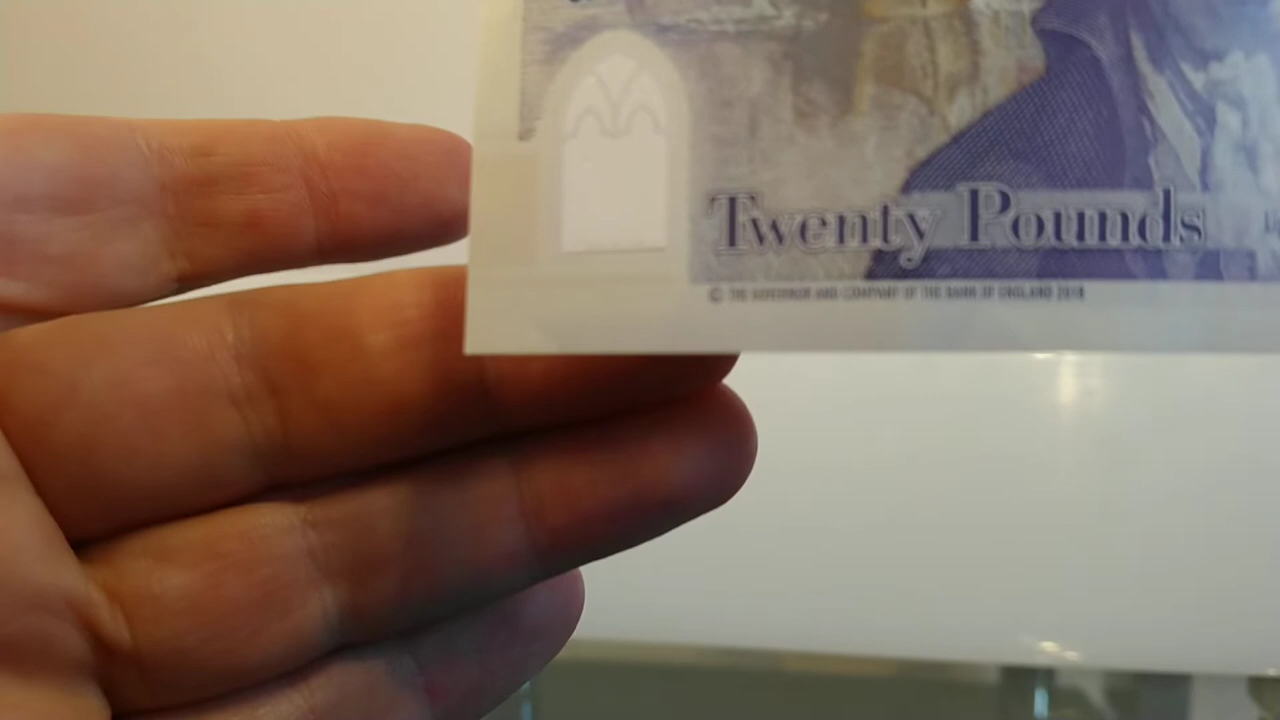 Twenty Pounds
© THE GOVERNOR AND COMPANY OF THE BANK OF ENGLAND 2018